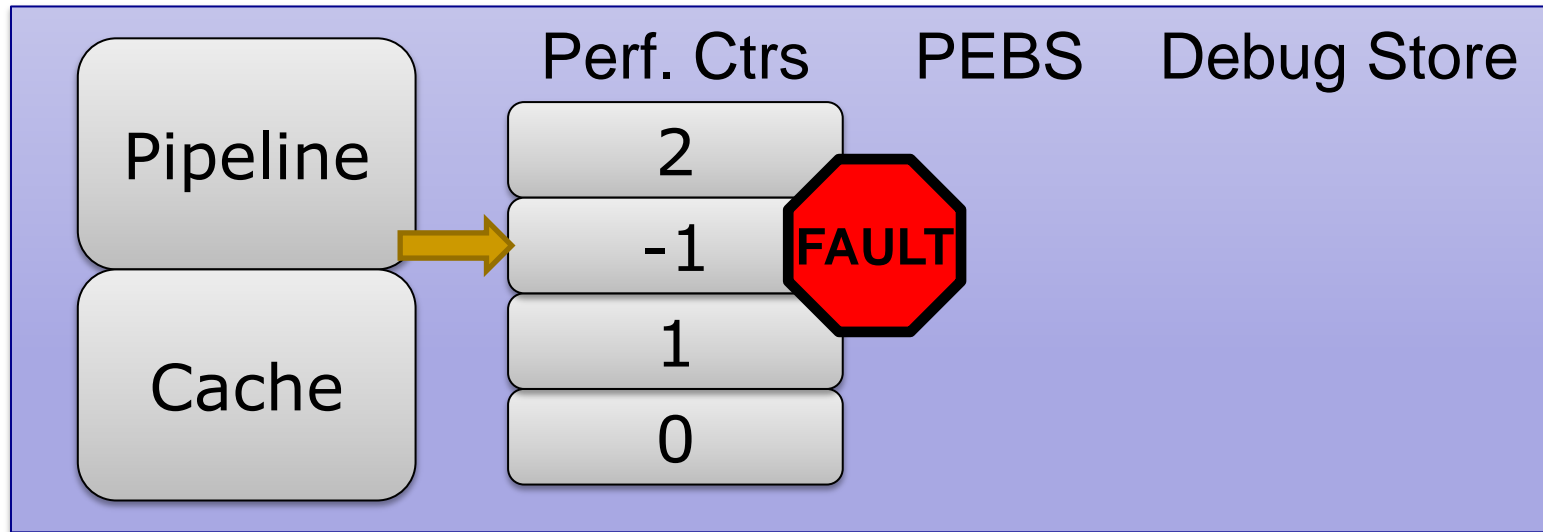 Perf. Ctrs PEBS Debug Store
Pipeline
Cache
2
-1
1
0
FAULT